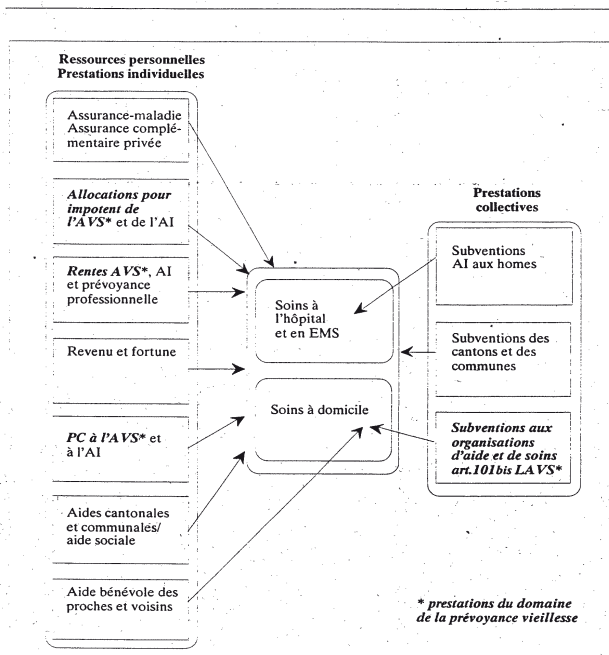 Ressources personnelles
Prestations individuelles
Assurance-maladie
Assurance complé-
mentaire privée
Allocations pour
impotent de
l'AVS* et de l'AI
Rentes AVS*, AI
et prévoyance
professionnelle
Revenu et fortune
PC à l'AVS* et
à l'AI
Aides cantonales
et communales/
aide sociale
Aide bénévole des
proches et voisins
Soins à
l'hôpital
et en EMS
Soins à domicile
Prestations
collectives
Subventions
AI aux homes
Subventions des
cantons et des
communes
Subventions aux
organisations
d'aide et de soins
art.101bis LAVS*
* prestations du domaine
de la prévoyance vieillesse